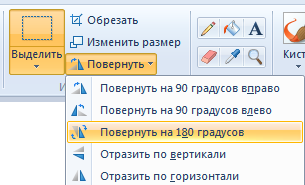 Обрезать
Изменить размер
Выделить
Повернуть
Повернуть на 90 градусов вправо
Повернуть на 90 градусов влево
Повернуть на 180 градусов
Отразить по вертикали
Отразить по горизонтали
A